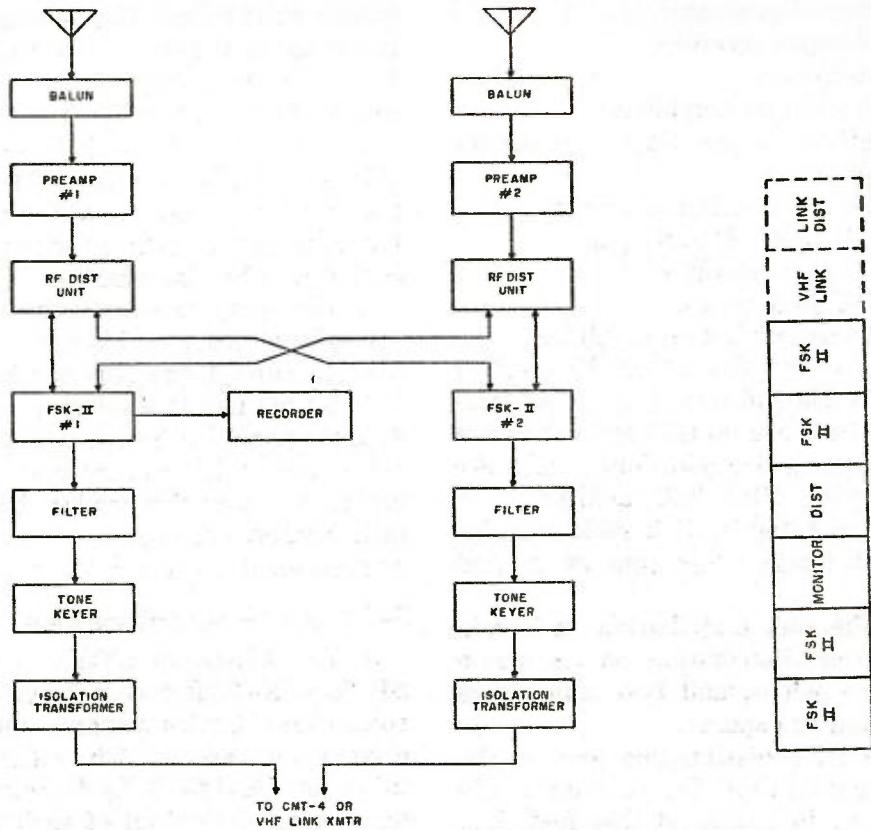 BALUN
BALUN
PREAMP
#1
PREAMP
#2
RF DIST
UNIT
RF DIST
UNIT
FSK-II
#1
RECORDER
FSK-II
#2
FILTER
FILTER
TONE
KEYER
TONE
KEYER
ISOLATION
TRANSFORMER
ISOLATION
TRANSFORMER
TO CNT-4 OR
VHF LINK XMTR
LINK
DIST
VHF
LINK
FSK
II
FSK
II
MONITOR DIST
FSK
II
FSK
II